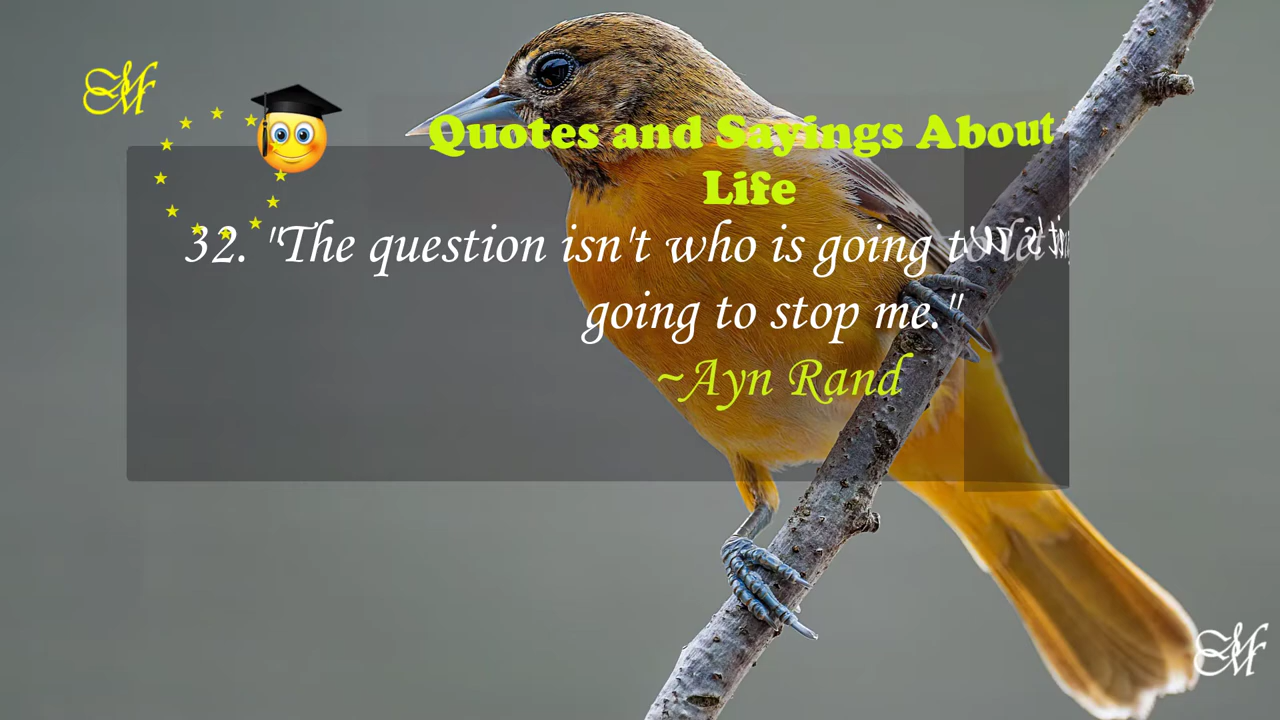 Quotes and Sayings About
Life
32. "The question isn't who is going
going to stop me."
~Ayn Rand